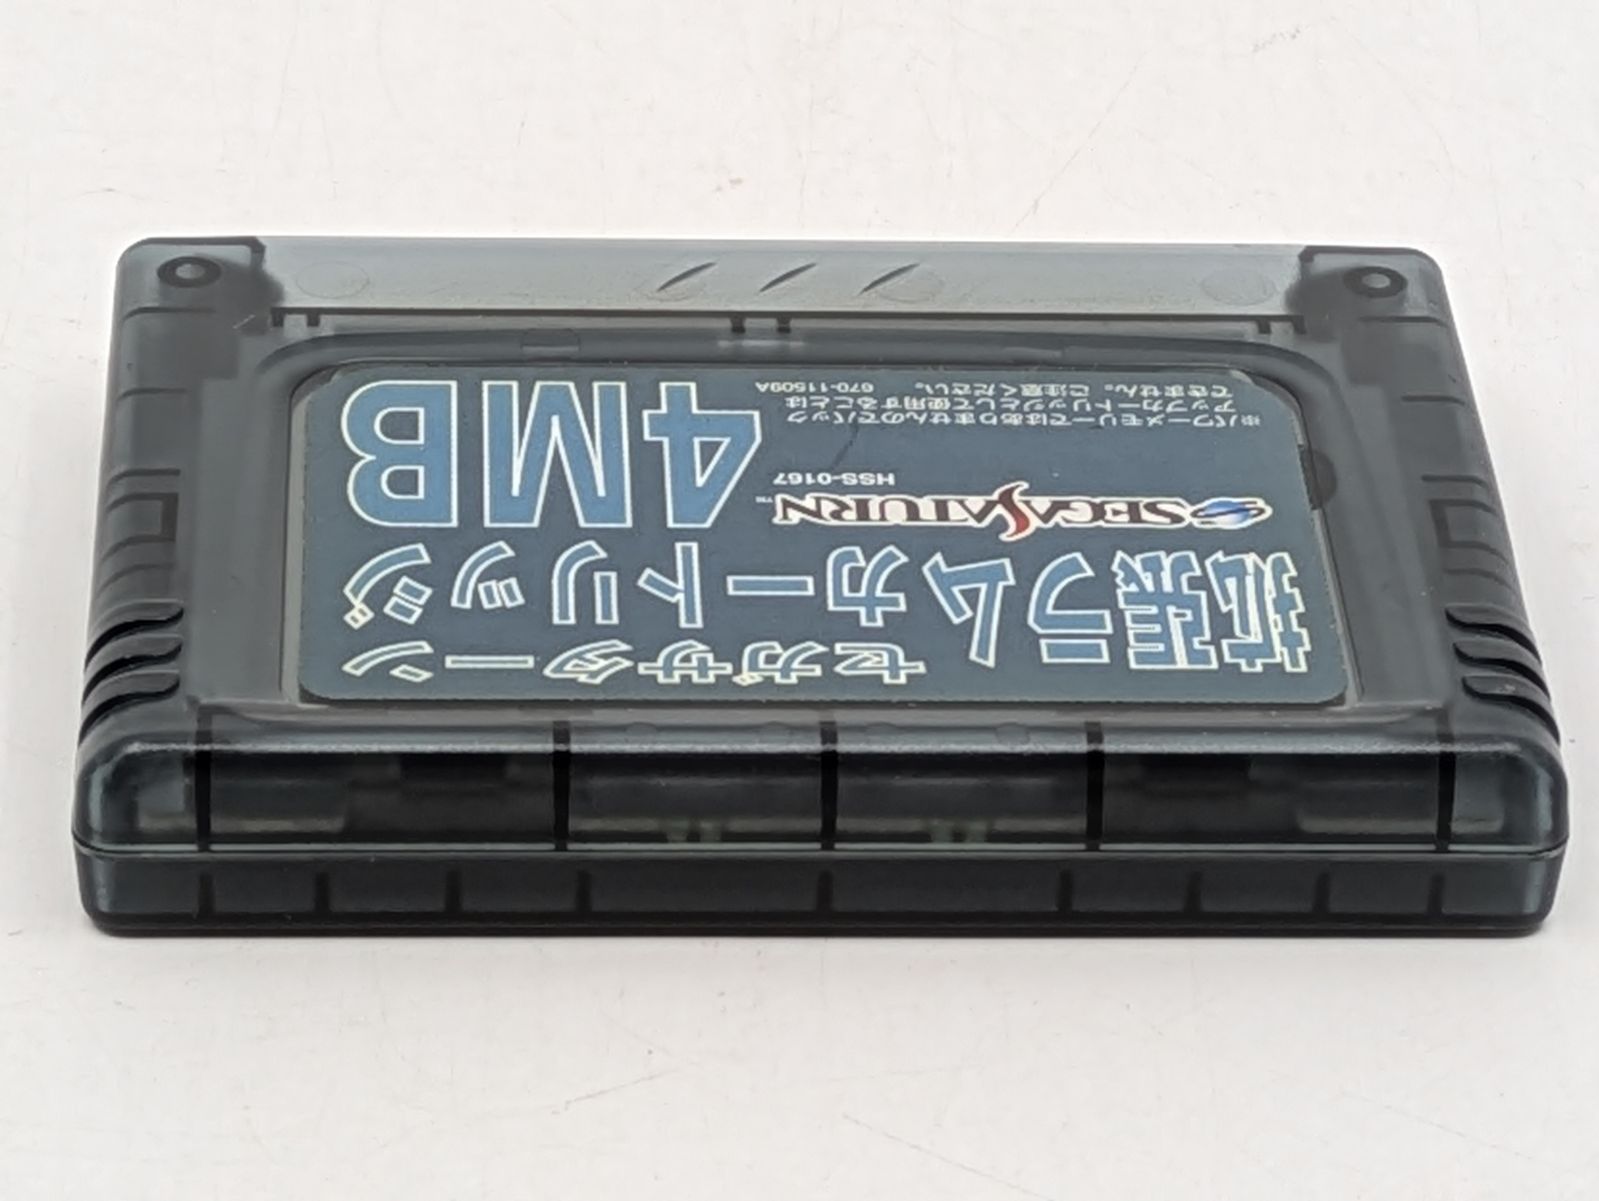 セガサターン
拡張ラムカートリッジ
SEGASATURN™
HSS-0167
4MB
※パワーメモリーではありませんのでバック
アップカートリッジとして使用することは
できません。ご注意ください。 670-11509A